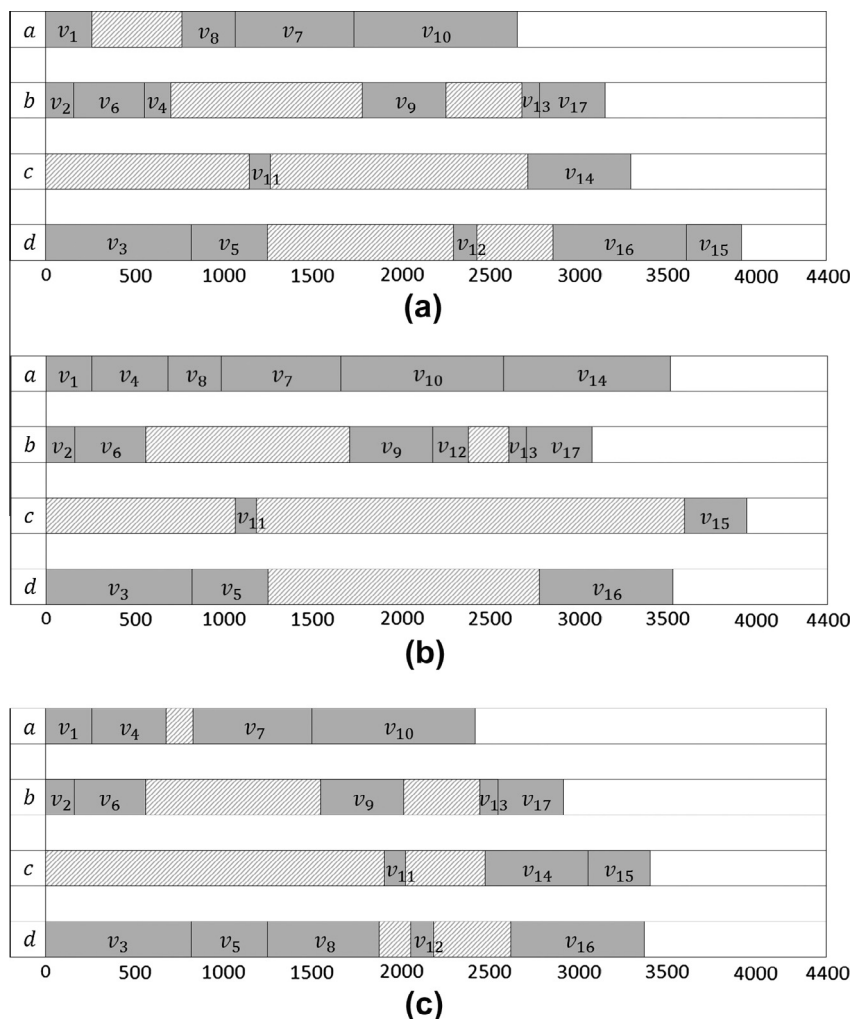 a v₁ v₈ v₇ v₁₀
b v₂ v₆ v₄ v₉ v₁₃ v₁₇
c v₁₁ v₁₄
d v₃ v₅ v₁₂ v₁₆ v₁₅
0 500 1000 1500 2000 2500 3000 3500 4000 4400
(a)
a v₁ v₄ v₈ v₇ v₁₀ v₁₄
b v₂ v₆ v₉ v₁₂ v₁₃ v₁₇
c v₁₁ v₁₅
d v₃ v₅ v₁₆
0 500 1000 1500 2000 2500 3000 3500 4000 4400
(b)
a v₁ v₄ v₇ v₁₀
b v₂ v₆ v₉ v₁₃ v₁₇
c v₁₁ v₁₄ v₁₅
d v₃ v₅ v₈ v₁₂ v₁₆
0 500 1000 1500 2000 2500 3000 3500 4000 4400
(c)